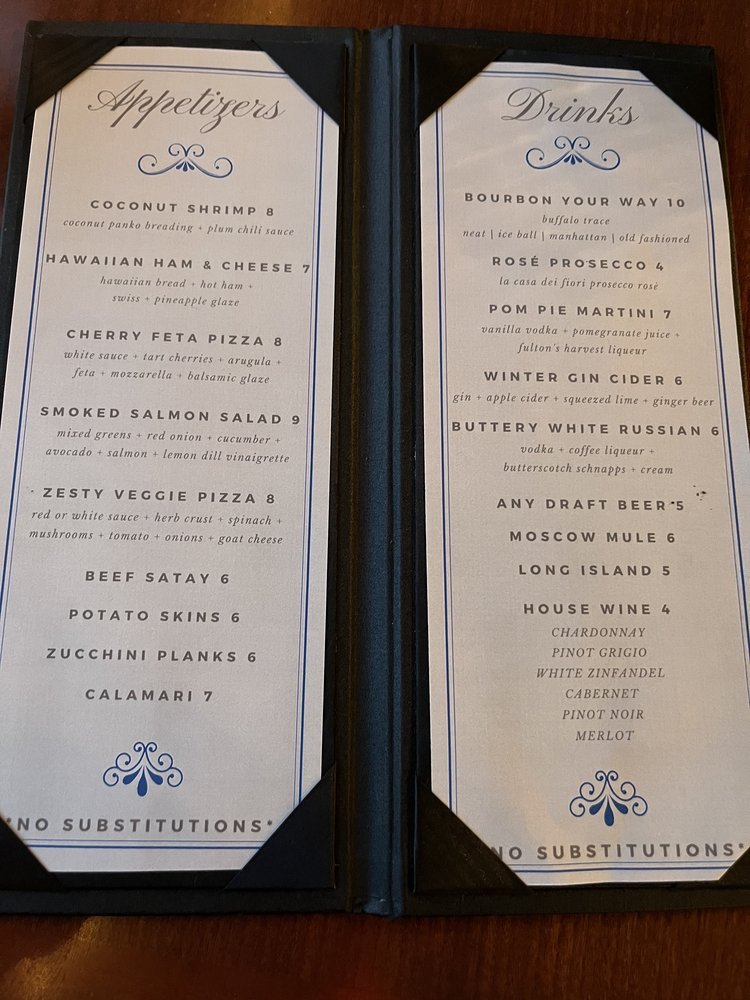 Appetizers
COCONUT SHRIMP 8
coconut panko breading + plum chili sauce
HAWAIIAN HAM & CHEESE 7
hawaiian bread + hot ham +
swiss + pineapple glaze
CHERRY FETA PIZZA 8
white sauce + tart cherries + arugula +
feta + mozzarella + balsamic glaze
SMOKED SALMON SALAD 9
mixed greens + red onion + cucumber +
avocado + salmon + lemon dill vinaigrette
ZESTY VEGGIE PIZZA 8
red or white sauce + herb crust + spinach +
mushrooms + tomato + onions + goat cheese
BEEF SATAY 6
POTATO SKINS 6
ZUCCHINI PLANKS 6
CALAMARI 7
*NO SUBSTITUTIONS*
Drinks
BOURBON YOUR WAY 10
buffalo trace
neat | ice ball | manhattan | old fashioned
ROSÉ PROSECCO 4
la casa dei fiori prosecco rosè
POM PIE MARTINI 7
vanilla vodka + pomegranate juice +
fulton's harvest liqueur
WINTER GIN CIDER 6
gin + apple cider + squeezed lime + ginger beer
BUTTERY WHITE RUSSIAN 6
vodka + coffee liqueur +
butterscotch schnapps + cream
ANY DRAFT BEER 5
MOSCOW MULE 6
LONG ISLAND 5
HOUSE WINE 4
CHARDONNAY
PINOT GRIGIO
WHITE ZINFANDEL
CABERNET
PINOT NOIR
MERLOT
NO SUBSTITUTIONS*